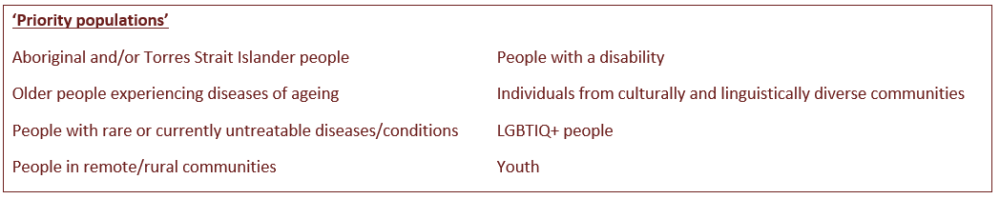 ‘Priority populations’
Aboriginal and/or Torres Strait Islander people
People with a disability
Older people experiencing diseases of ageing
Individuals from culturally and linguistically diverse communities
People with rare or currently untreatable diseases/conditions
LGBTIQ+ people
People in remote/rural communities
Youth